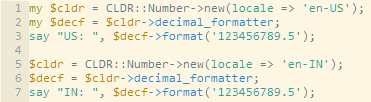 1 my $cldr = CLDR::Number->new(locale => 'en-US');
2 my $decf = $cldr->decimal_formatter;
3 say "US: ", $decf->format('123456789.5');
4
5 $cldr = CLDR::Number->new(locale => 'en-IN');
6 $decf = $cldr->decimal_formatter;
7 say "IN: ", $decf->format('123456789.5');